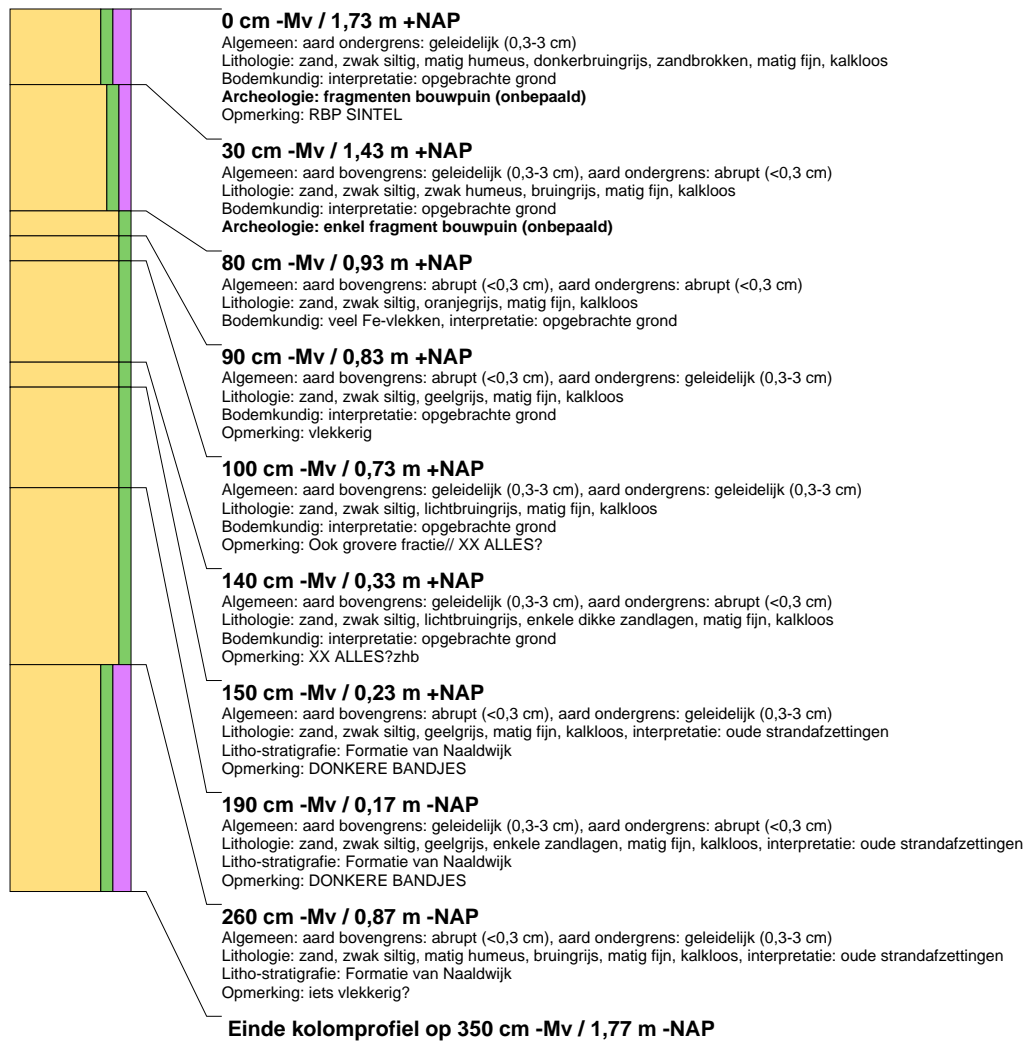 0 cm -Mv / 1,73 m +NAP
Algemeen: aard ondergrens: geleidelijk (0,3-3 cm)
Lithologie: zand, zwak siltig, matig humeus, donkerbruingrijs, zandbrokken, matig fijn, kalkloos
Bodemkundig: interpretatie: opgebrachte grond
Archeologie: fragmenten bouwpuin (onbepaald)
Opmerking: RBP SINTEL
30 cm -Mv / 1,43 m +NAP
Algemeen: aard bovengrens: geleidelijk (0,3-3 cm), aard ondergrens: abrupt (<0,3 cm)
Lithologie: zand, zwak siltig, zwak humeus, bruingrijs, matig fijn, kalkloos
Bodemkundig: interpretatie: opgebrachte grond
Archeologie: enkel fragment bouwpuin (onbepaald)
80 cm -Mv / 0,93 m +NAP
Algemeen: aard bovengrens: abrupt (<0,3 cm), aard ondergrens: abrupt (<0,3 cm)
Lithologie: zand, zwak siltig, oranjegrijs, matig fijn, kalkloos
Bodemkundig: veel Fe-vlekken, interpretatie: opgebrachte grond
90 cm -Mv / 0,83 m +NAP
Algemeen: aard bovengrens: abrupt (<0,3 cm), aard ondergrens: geleidelijk (0,3-3 cm)
Lithologie: zand, zwak siltig, geelgrijs, matig fijn, kalkloos
Bodemkundig: interpretatie: opgebrachte grond
Opmerking: vlekkerig
100 cm -Mv / 0,73 m +NAP
Algemeen: aard bovengrens: geleidelijk (0,3-3 cm), aard ondergrens: geleidelijk (0,3-3 cm)
Lithologie: zand, zwak siltig, lichtbruingrijs, matig fijn, kalkloos
Bodemkundig: interpretatie: opgebrachte grond
Opmerking: Ook grovere fractie// XX ALLES?
140 cm -Mv / 0,33 m +NAP
Algemeen: aard bovengrens: geleidelijk (0,3-3 cm), aard ondergrens: abrupt (<0,3 cm)
Lithologie: zand, zwak siltig, lichtbruingrijs, enkele dikke zandlagen, matig fijn, kalkloos
Bodemkundig: interpretatie: opgebrachte grond
Opmerking: XX ALLES?zhb
150 cm -Mv / 0,23 m +NAP
Algemeen: aard bovengrens: abrupt (<0,3 cm), aard ondergrens: geleidelijk (0,3-3 cm)
Lithologie: zand, zwak siltig, geelgrijs, matig fijn, kalkloos, interpretatie: oude strandafzettingen
Litho-stratigrafie: Formatie van Naaldwijk
Opmerking: DONKERE BANDJES
190 cm -Mv / 0,17 m -NAP
Algemeen: aard bovengrens: geleidelijk (0,3-3 cm), aard ondergrens: abrupt (<0,3 cm)
Lithologie: zand, zwak siltig, geelgrijs, enkele zandlagen, matig fijn, kalkloos, interpretatie: oude strandafzettingen
Litho-stratigrafie: Formatie van Naaldwijk
Opmerking: DONKERE BANDJES
260 cm -Mv / 0,87 m -NAP
Algemeen: aard bovengrens: abrupt (<0,3 cm), aard ondergrens: geleidelijk (0,3-3 cm)
Lithologie: zand, zwak siltig, matig humeus, bruingrijs, matig fijn, kalkloos, interpretatie: oude strandafzettingen
Litho-stratigrafie: Formatie van Naaldwijk
Opmerking: iets vlekkerig?
Einde kolomprofiel op 350 cm -Mv / 1,77 m -NAP